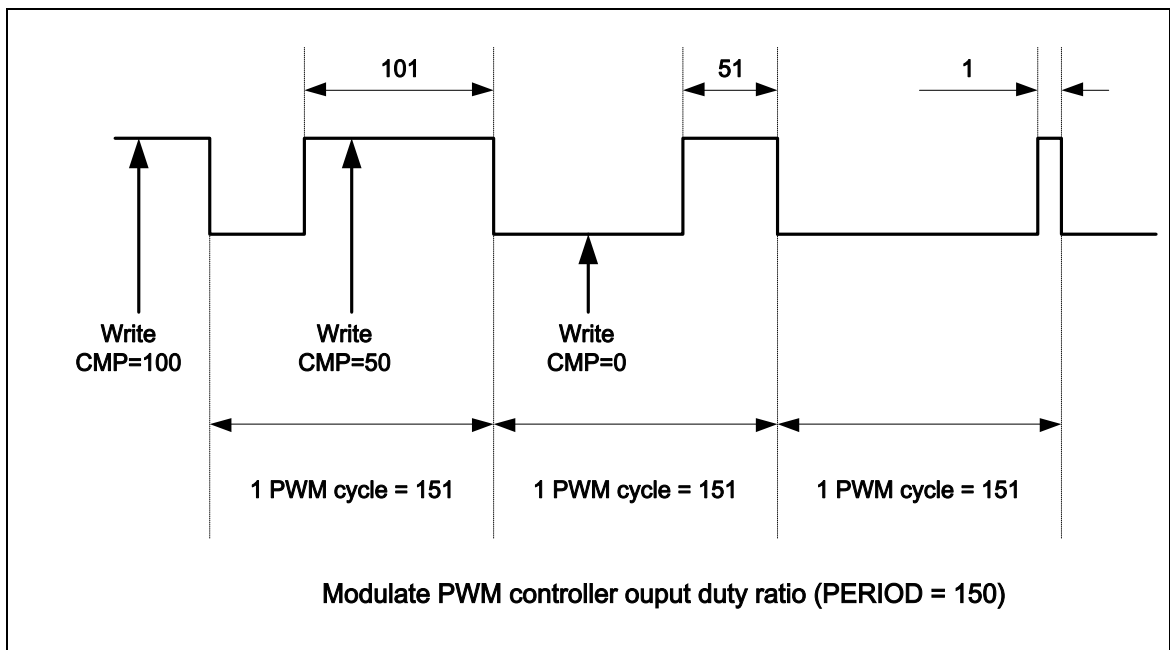 101
51
1
Write
CMP=100
Write
CMP=50
Write
CMP=0
1 PWM cycle = 151
1 PWM cycle = 151
1 PWM cycle = 151
Modulate PWM controller ouput duty ratio (PERIOD = 150)